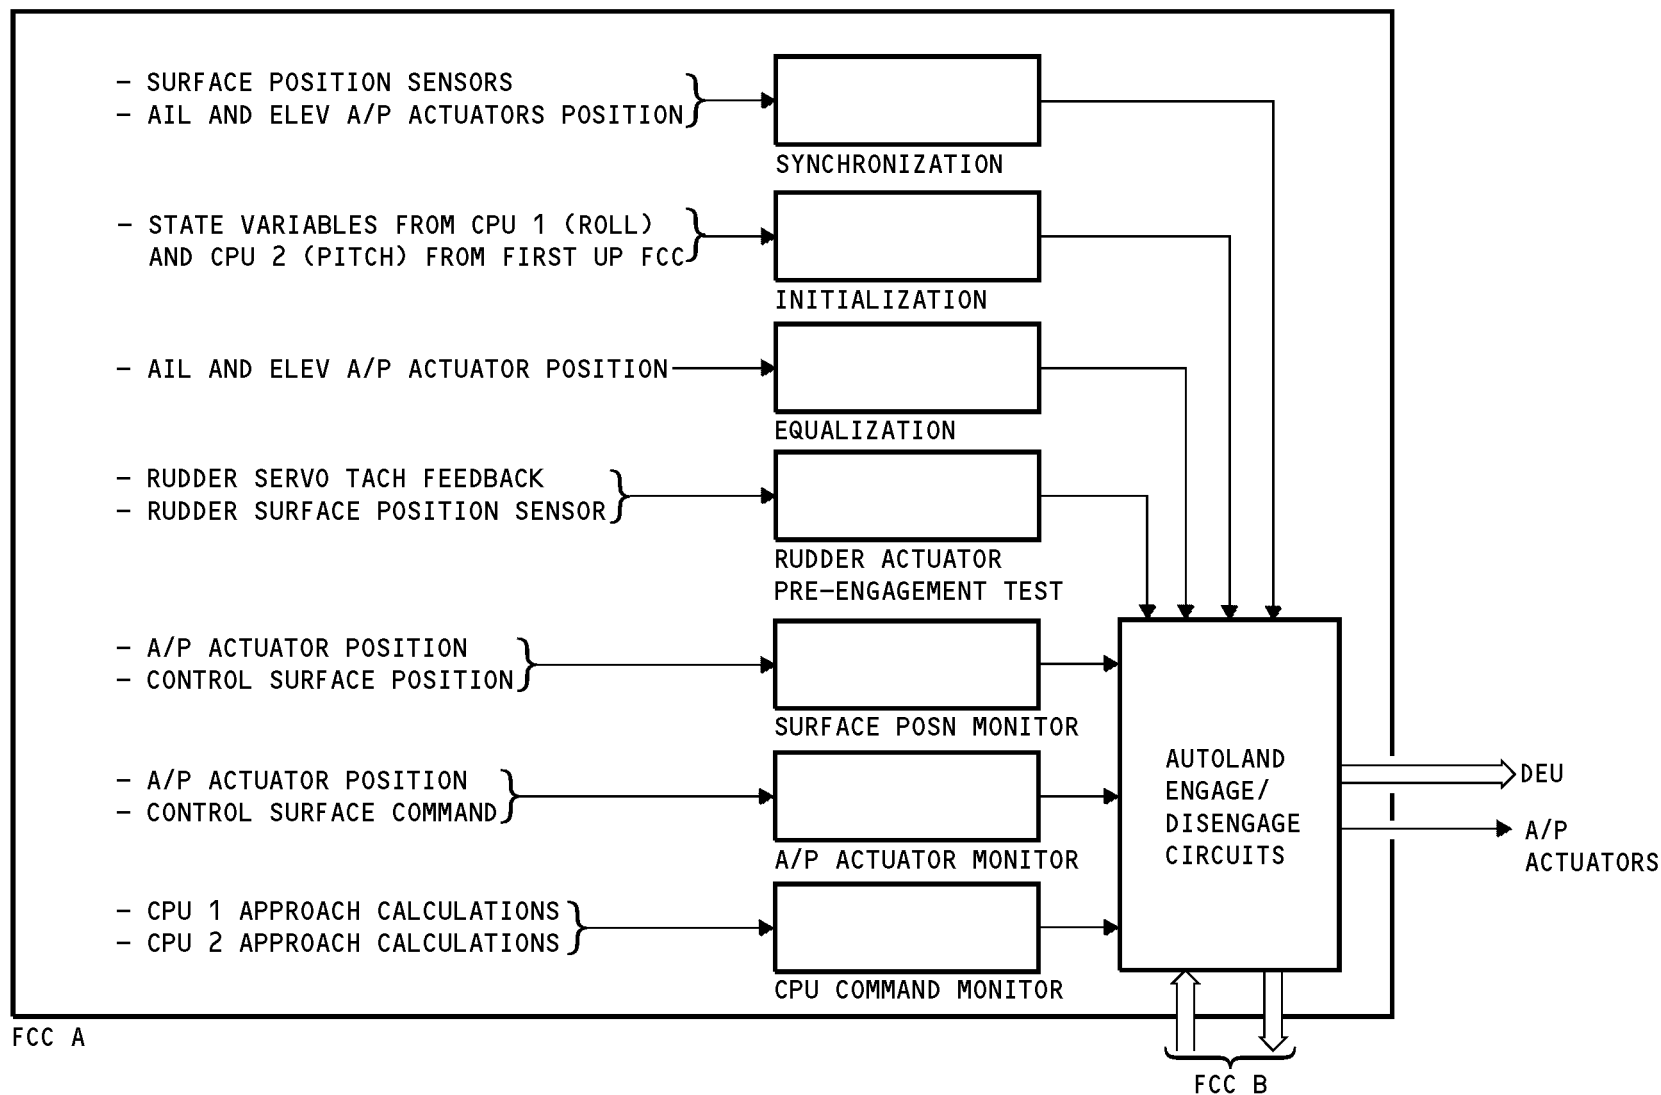 - SURFACE POSITION SENSORS
- AIL AND ELEV A/P ACTUATORS POSITION
SYNCHRONIZATION
- STATE VARIABLES FROM CPU 1 (ROLL)
AND CPU 2 (PITCH) FROM FIRST UP FCC
INITIALIZATION
- AIL AND ELEV A/P ACTUATOR POSITION
EQUALIZATION
- RUDDER SERVO TACH FEEDBACK
- RUDDER SURFACE POSITION SENSOR
RUDDER ACTUATOR
PRE-ENGAGEMENT TEST
- A/P ACTUATOR POSITION
- CONTROL SURFACE POSITION
SURFACE POSN MONITOR
- A/P ACTUATOR POSITION
- CONTROL SURFACE COMMAND
A/P ACTUATOR MONITOR
- CPU 1 APPROACH CALCULATIONS
- CPU 2 APPROACH CALCULATIONS
CPU COMMAND MONITOR
AUTOLAND
ENGAGE/
DISENGAGE
CIRCUITS
DEU
A/P
ACTUATORS
FCC A
FCC B